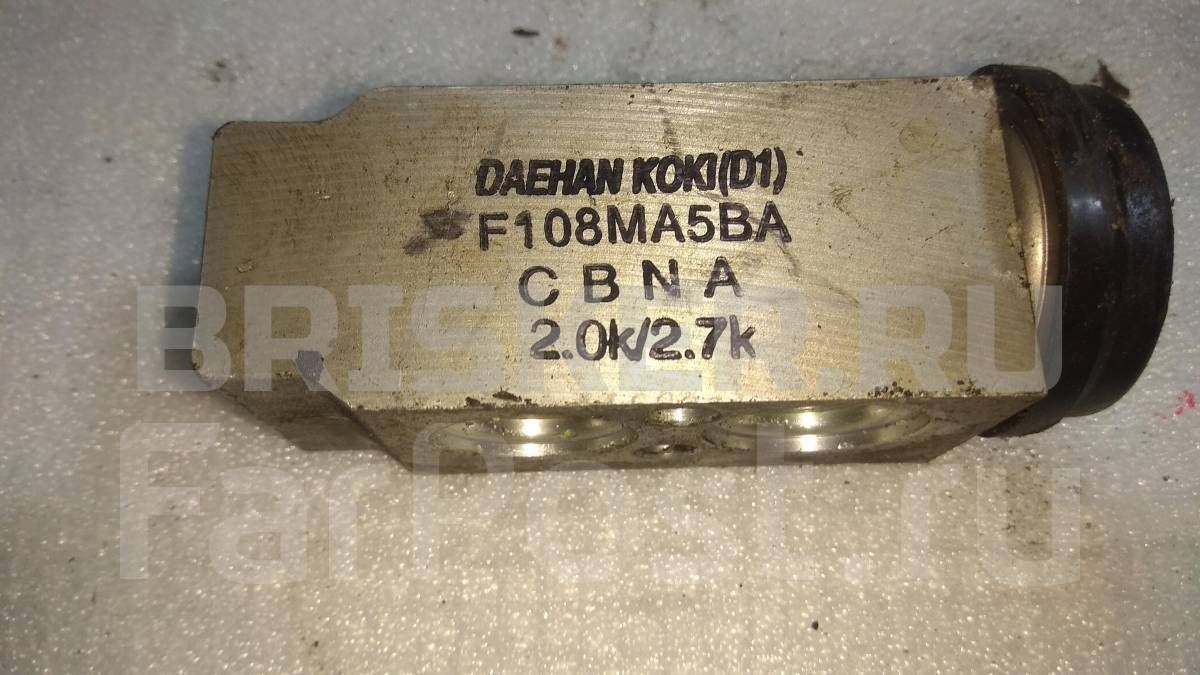 DAEHAN KOKI(D1)
F108MA5BA
C B N A
2.0k/2.7k
BRISKER.RU
FarPost.ru